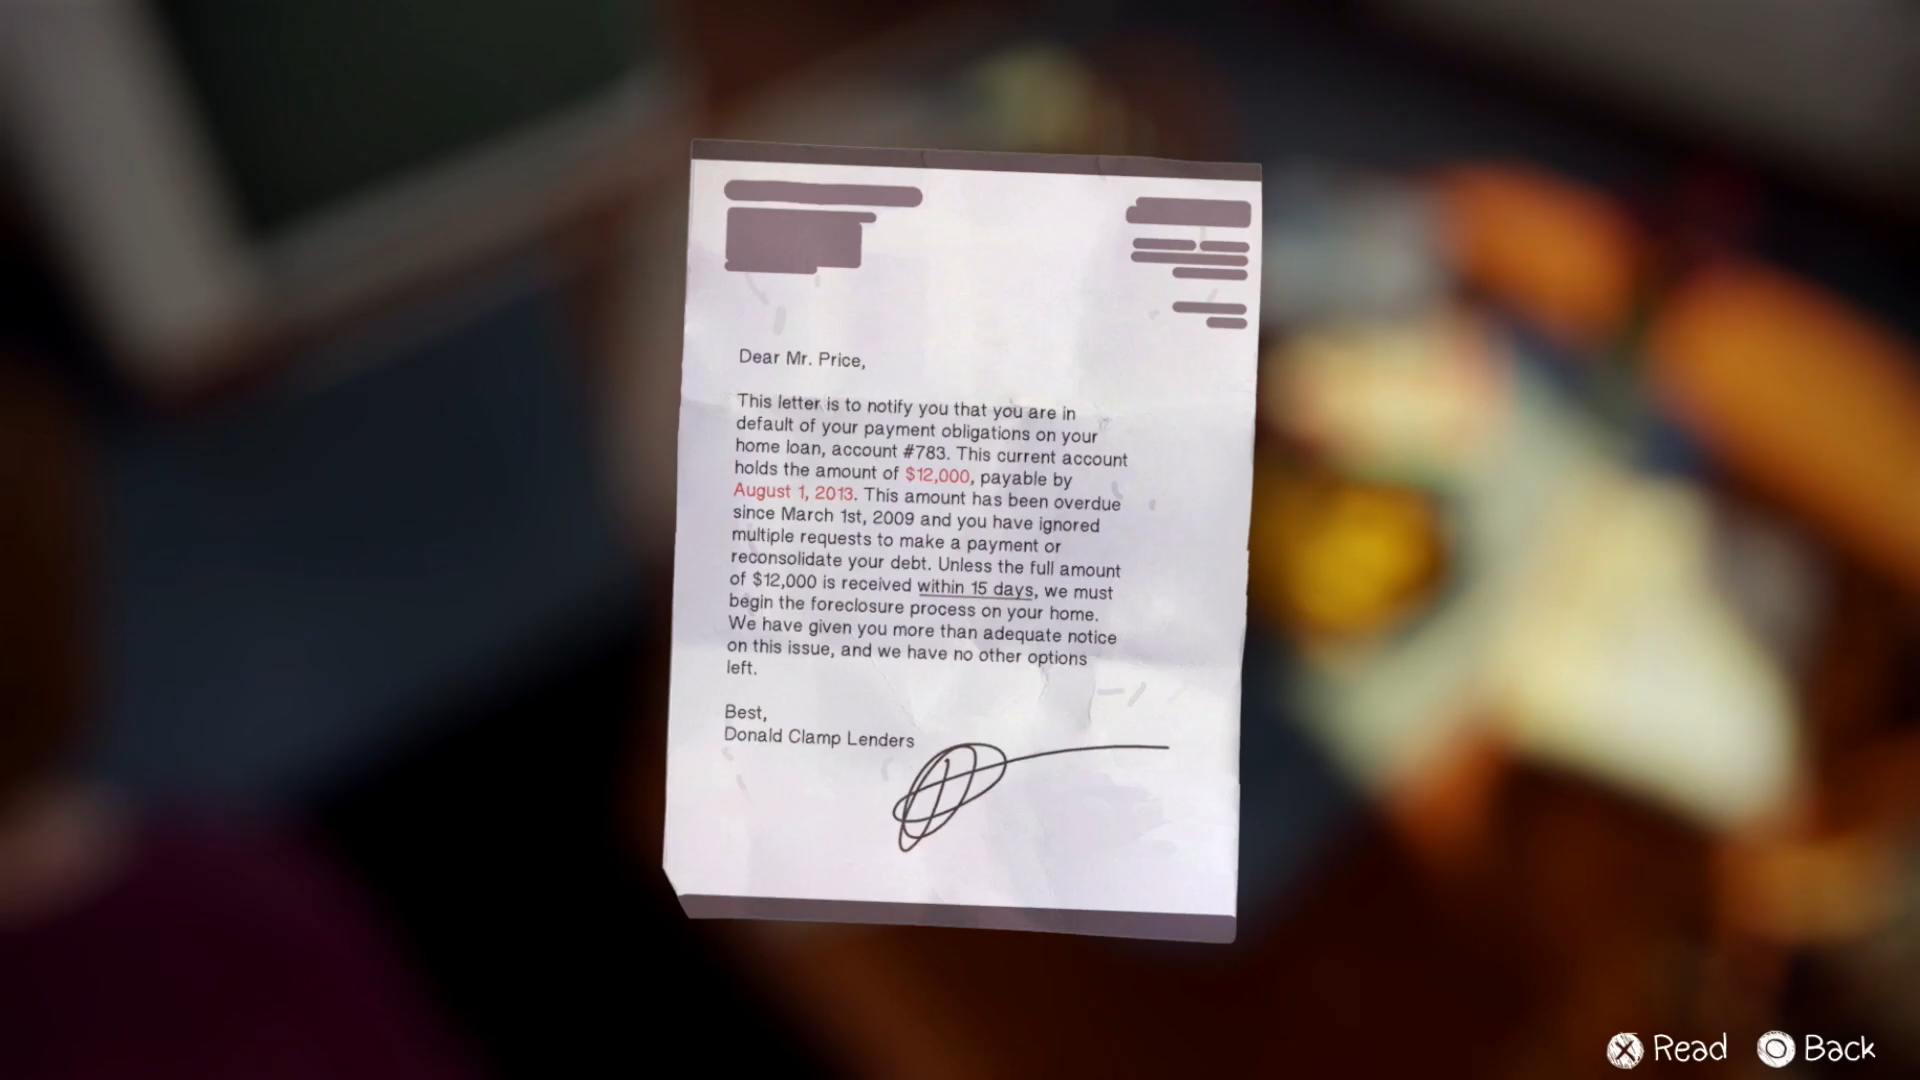 Dear Mr. Price,
This letter is to notify you that you are in
default of your payment obligations on your
home loan, account #783. This current account
holds the amount of $12,000, payable by
August 1, 2013. This amount has been overdue
since March 1st, 2009 and you have ignored
multiple requests to make a payment or
reconsolidate your debt. Unless the full amount
of $12,000 is received within 15 days, we must
begin the foreclosure process on your home.
We have given you more than adequate notice
on this issue, and we have no other options
left.
Best,
Donald Clamp Lenders
Read
Back